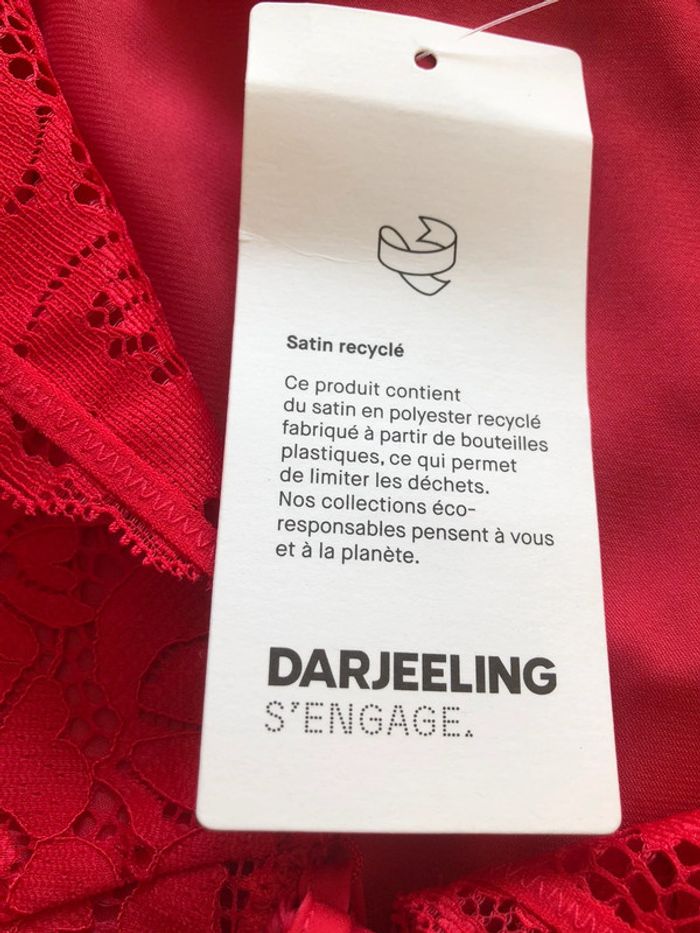 Satin recyclé
Ce produit contient
du satin en polyester recyclé
fabriqué à partir de bouteilles
plastiques, ce qui permet
de limiter les déchets.
Nos collections éco-
responsables pensent à vous
et à la planète.
DARJEELING
S'ENGAGE.